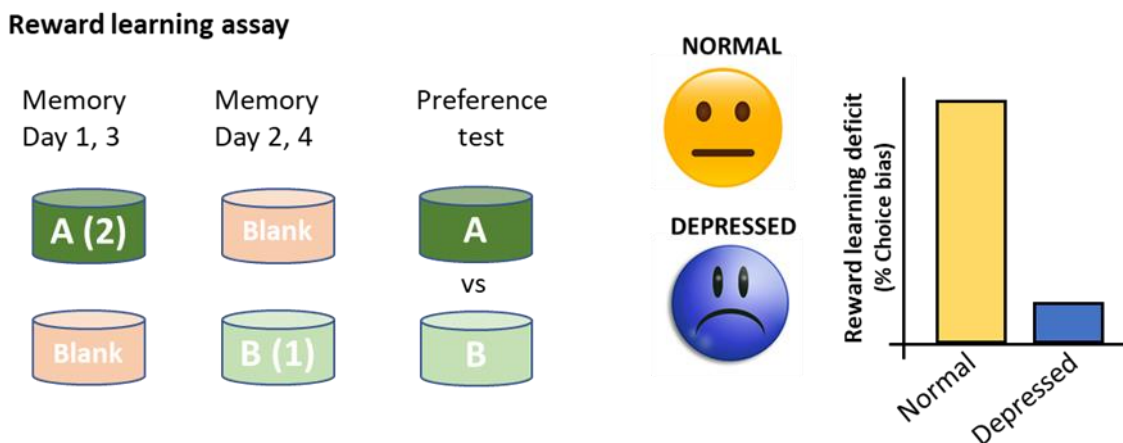 Reward learning assay
Memory
Day 1, 3
Memory
Day 2, 4
Preference
test
A (2)
Blank
A
vs
Blank
B (1)
B
NORMAL
DEPRESSED
Reward learning deficit
(% Choice bias)
Normal
Depressed